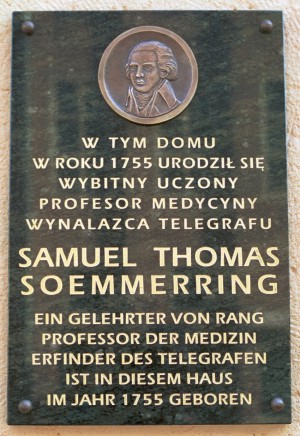 W TYM DOMU
W ROKU 1755 URODZIŁ SIĘ
WYBITNY UCZONY
PROFESOR MEDYCYNY
WYNALAZCA TELEGRAFU
SAMUEL THOMAS
SOEMMERRING
EIN GELEHRTER VON RANG
PROFESSOR DER MEDIZIN
ERFINDER DES TELEGRAFEN
IST IN DIESEM HAUS
IM JAHR 1755 GEBOREN